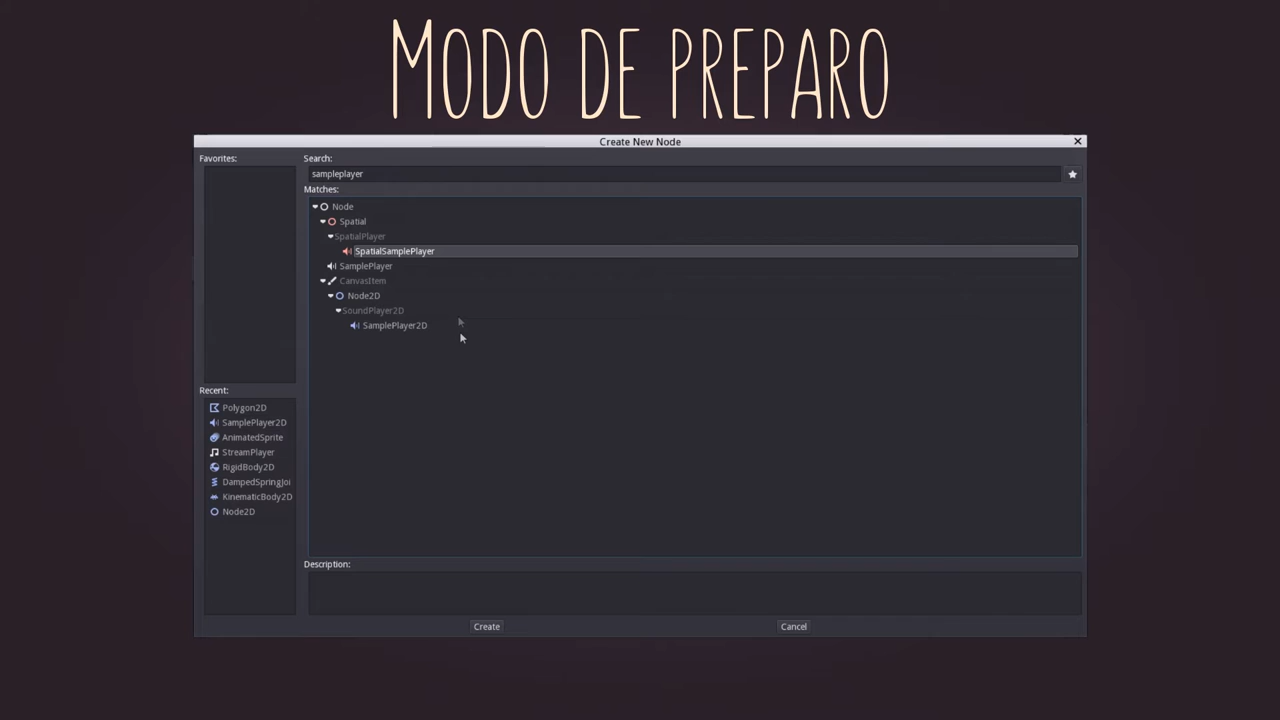 MODO DE PREPARO
Create New Node
Favorites:
Search:
sampleplayer
Matches:
Node
Spatial
SpatialPlayer
SpatialSamplePlayer
SamplePlayer
CanvasItem
Node2D
SoundPlayer2D
SamplePlayer2D
Recent:
Polygon2D
SamplePlayer2D
AnimatedSprite
StreamPlayer
RigidBody2D
DampedSpringJoi
KinematicBody2D
Node2D
Description:
Create
Cancel